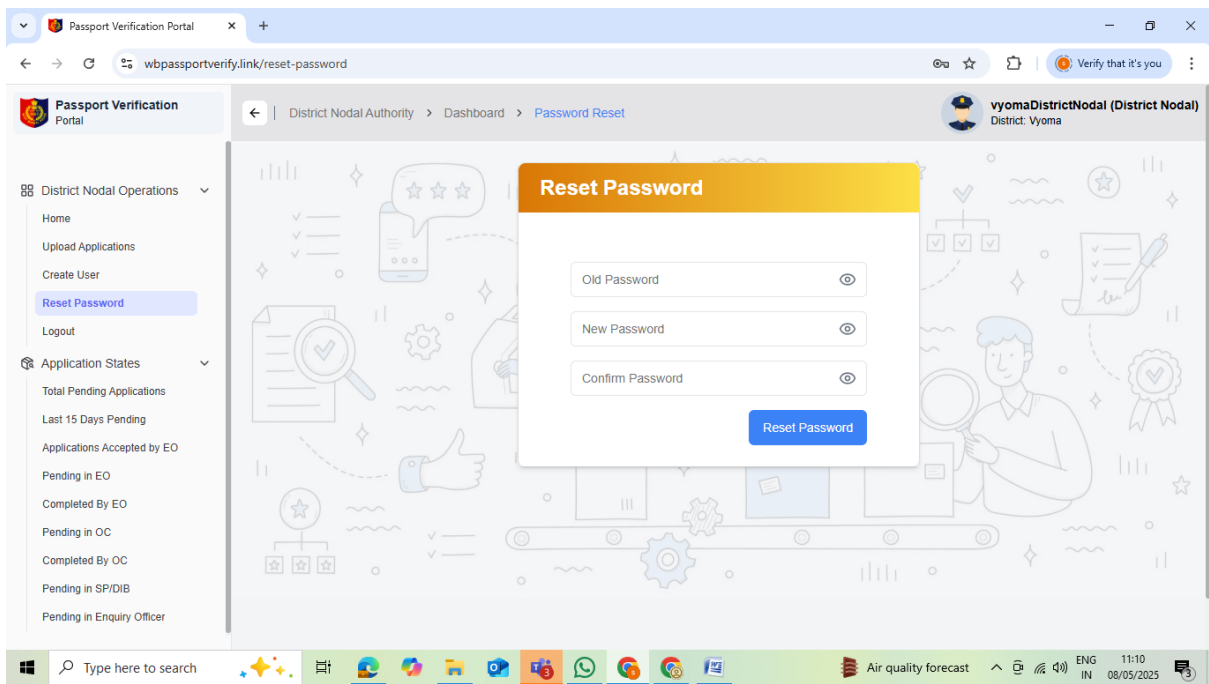 Passport Verification Portal
wbpassportverify.link/reset-password
Verify that it's you
Passport Verification
Portal
District Nodal Authority > Dashboard > Password Reset
vyomaDistrictNodal (District Nodal)
District: Vyoma
District Nodal Operations
Home
Upload Applications
Create User
Reset Password
Logout
Application States
Total Pending Applications
Last 15 Days Pending
Applications Accepted by EO
Pending in EO
Completed By EO
Pending in OC
Completed By OC
Pending in SP/DIB
Pending in Enquiry Officer
Reset Password
Old Password
New Password
Confirm Password
Reset Password
Type here to search
Air quality forecast
ENG
IN
11:10
08/05/2025
3